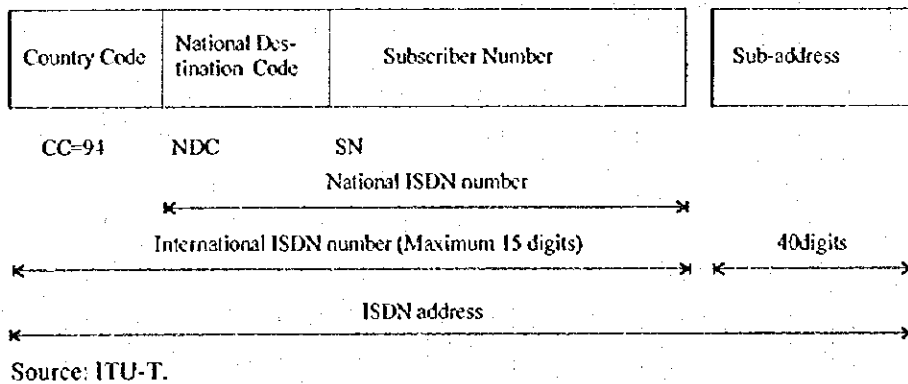 Country Code
National Des-
tination Code
Subscriber Number
Sub-address
CC=94 NDC SN
National ISDN number
International ISDN number (Maximum 15 digits) 40digits
ISDN address
Source: ITU-T.